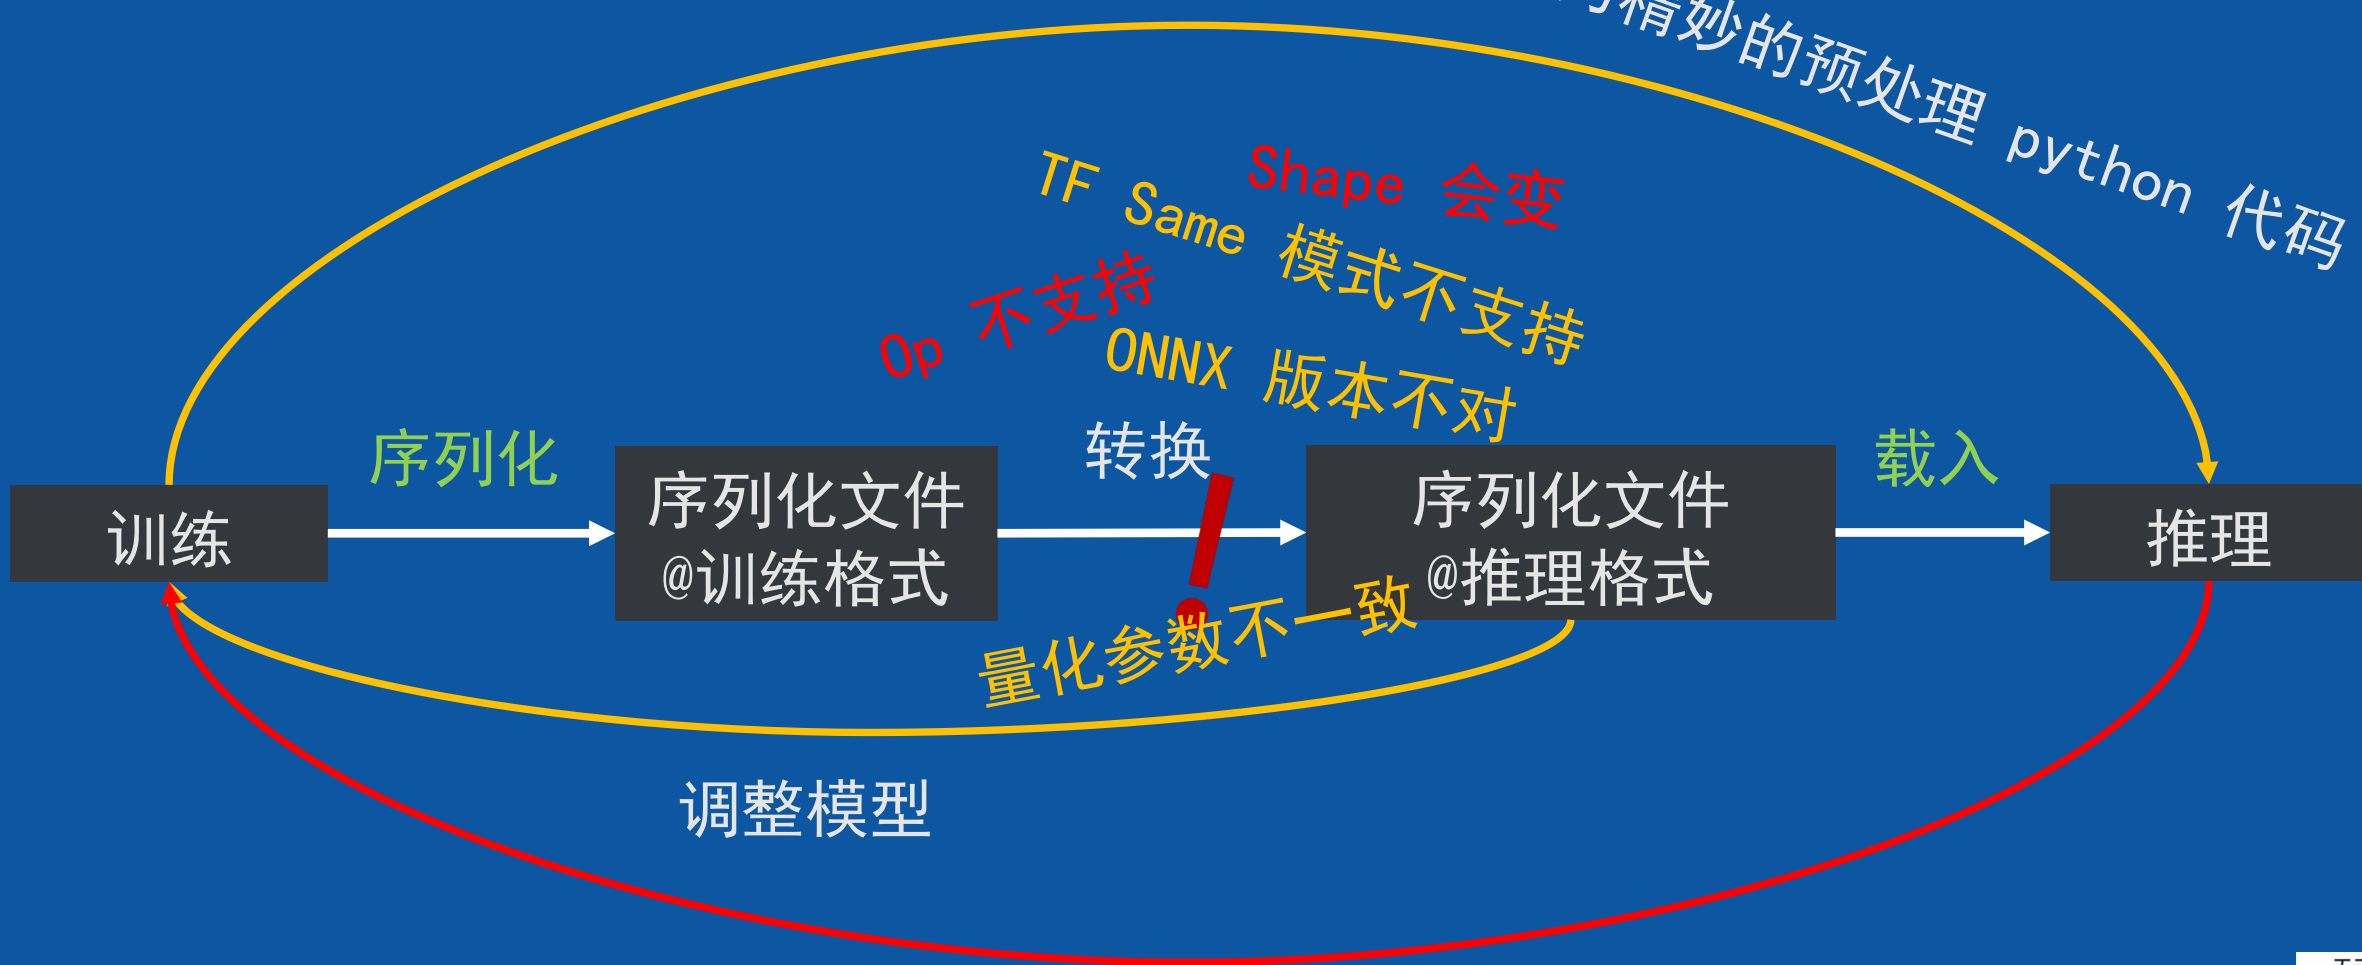 精妙的预处理 python 代码
Shape 会变
TF Same 模式不支持
Op 不支持
ONNX 版本不对
序列化
转换
载入
训练
序列化文件
@训练格式
序列化文件
@推理格式
推理
量化参数不一致
调整模型